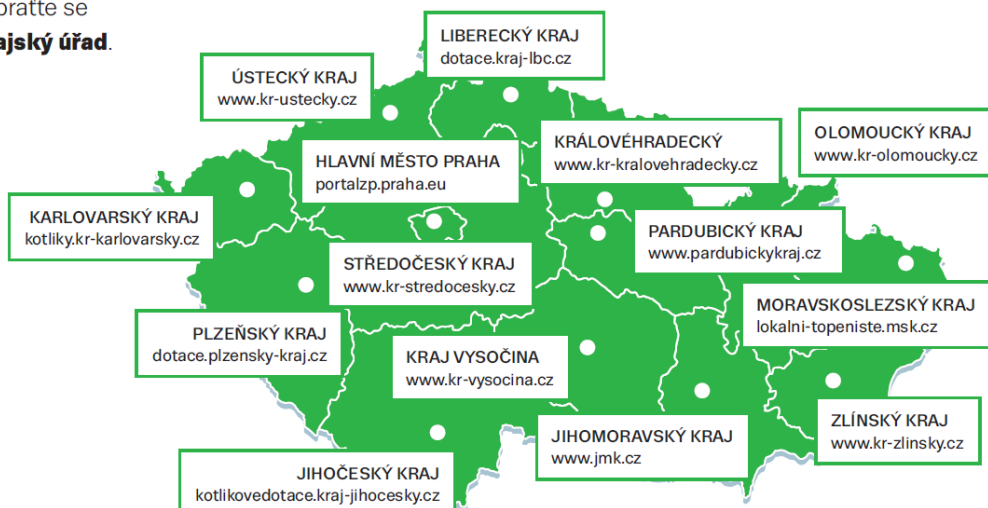 braťte se
ajský úřad.
LIBERECKÝ KRAJ
dotace.kraj-lbc.cz
ÚSTECKÝ KRAJ
www.kr-ustecky.cz
KRÁLOVÉHRADECKÝ
www.kr-kralovehradecky.cz
OLOMOUCKÝ KRAJ
www.kr-olomoucky.cz
HLAVNÍ MĚSTO PRAHA
portalzp.praha.eu
KARLOVARSKÝ KRAJ
kotliky.kr-karlovarsky.cz
PARDUBICKÝ KRAJ
www.pardubickykraj.cz
STŘEDOČESKÝ KRAJ
www.kr-stredocesky.cz
MORAVSKOSLEZSKÝ KRAJ
lokalni-topeniste.msk.cz
PLZEŇSKÝ KRAJ
dotace.plzensky-kraj.cz
KRAJ VYSOČINA
www.kr-vysocina.cz
ZLÍNSKÝ KRAJ
www.kr-zlinsky.cz
JIHOMORAVSKÝ KRAJ
www.jmk.cz
JIHOČESKÝ KRAJ
kotlikovedotace.kraj-jihocesky.cz